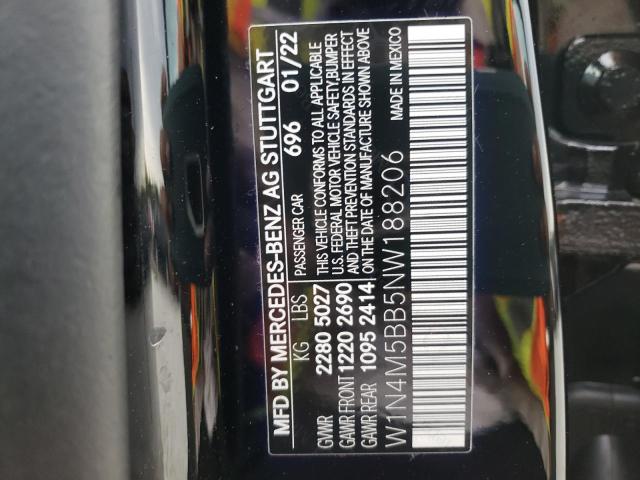 MFD BY MERCEDES-BENZ AG STUTTGART
KG LBS 696 01/22
GVWR 2280 5027 PASSENGER CAR
GAWR FRONT 1220 2690
GAWR REAR 1095 2414
THIS VEHICLE CONFORMS TO ALL APPLICABLE
U.S. FEDERAL MOTOR VEHICLE SAFETY,BUMPER
AND THEFT PREVENTION STANDARDS IN EFFECT
ON THE DATE OF MANUFACTURE SHOWN ABOVE
W1N4M5BB5NW188206 MADE IN MEXICO